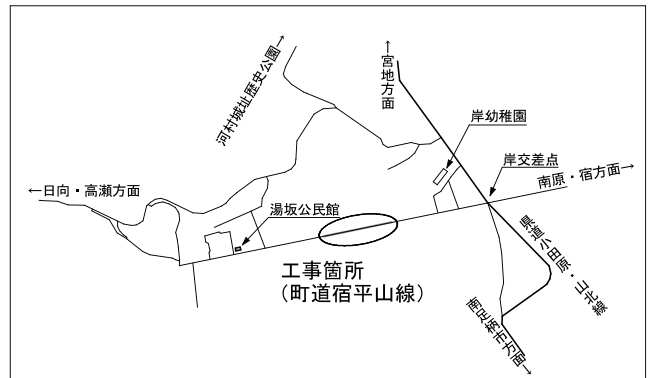 ←宮地方面
河村城址歴史公園→
岸幼稚園
岸交差点
南原・宿方面→
←日向・高瀬方面
湯坂公民館
県道小田原・山北線
工事箇所
(町道宿平山線)
南足柄市方面→